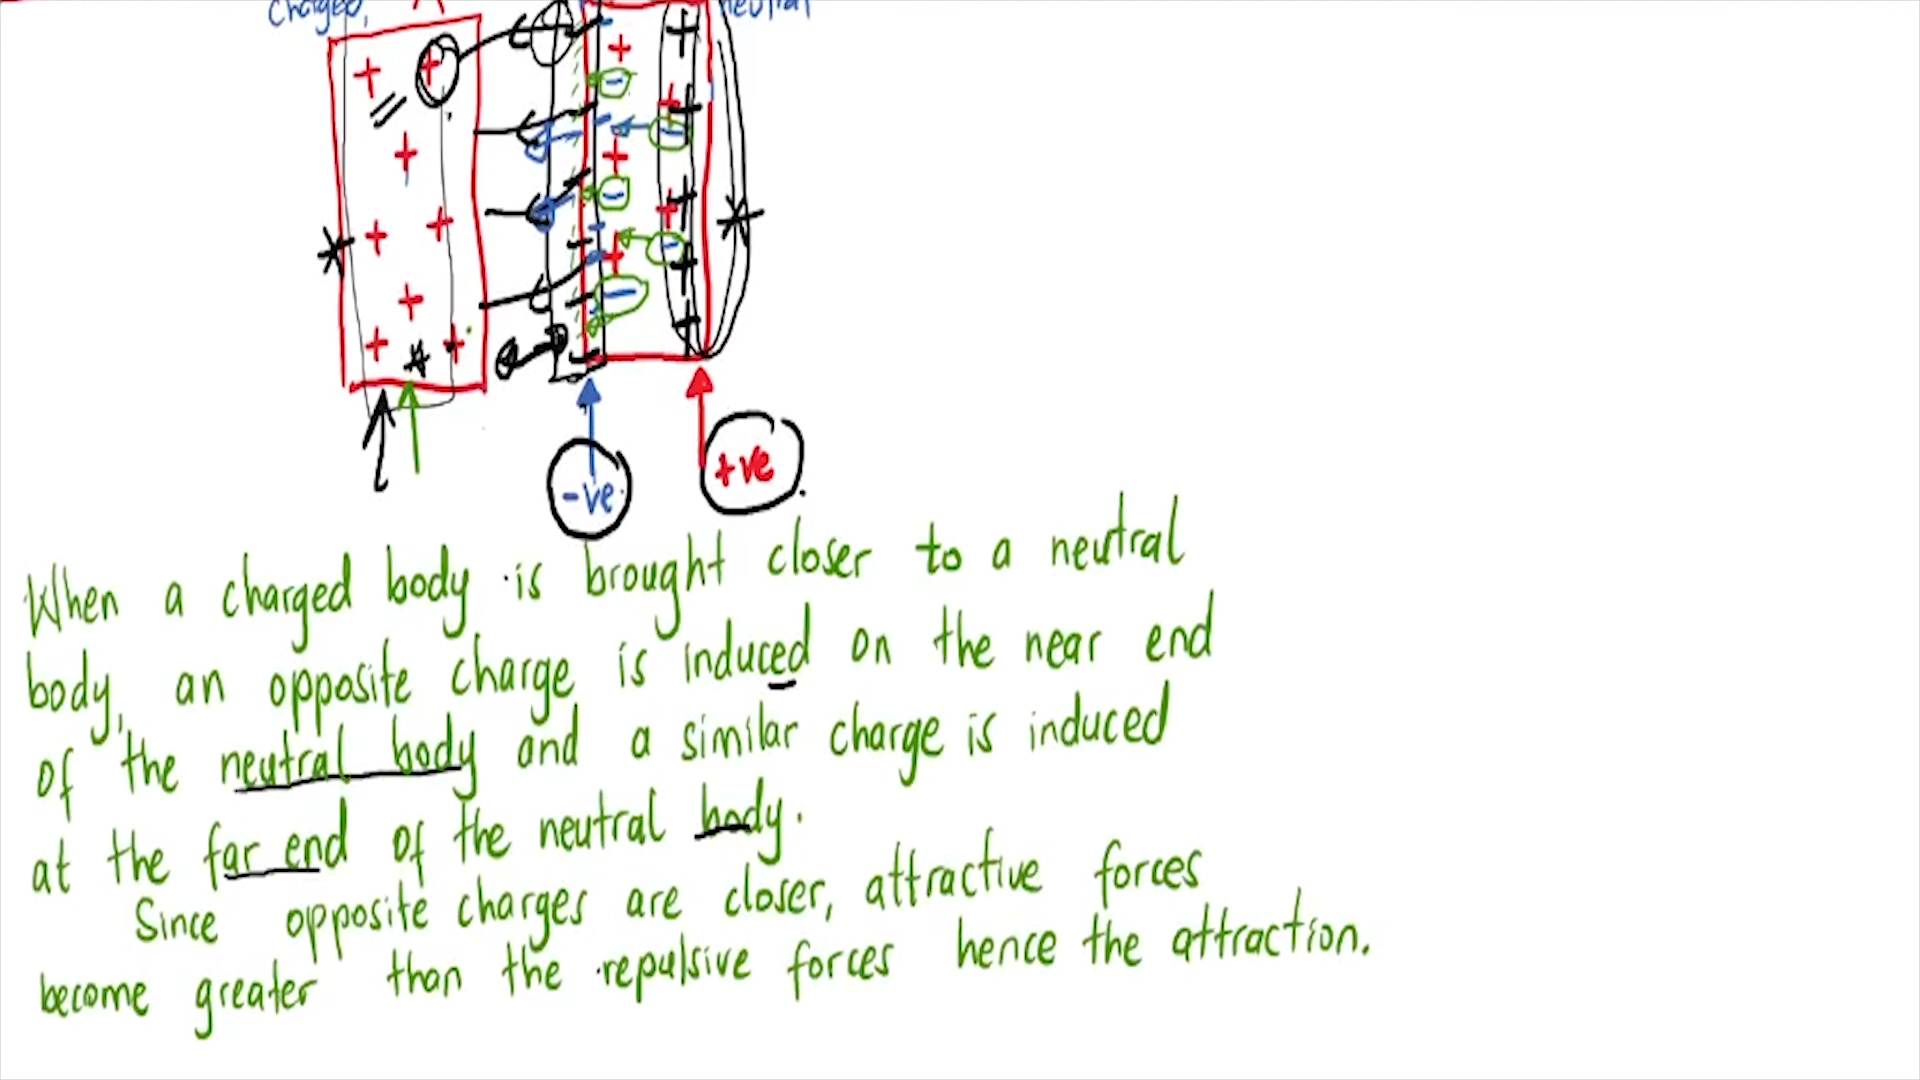 charged,
neutral
-ve
+ve
When a charged body is brought closer to a neutral
body, an opposite charge is induced on the near end
of the neutral body and a similar charge is induced
at the far end of the neutral body.
Since opposite charges are closer, attractive forces
become greater than the repulsive forces hence the attraction.